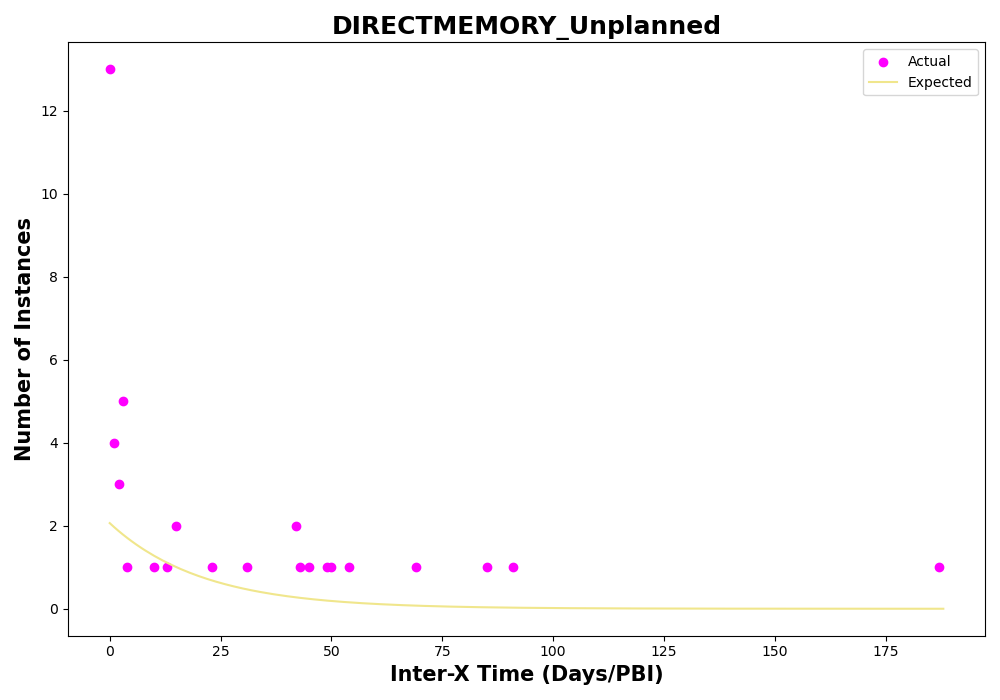 DIRECTMEMORY_Unplanned
Actual
Expected
Number of Instances
12
10
8
6
4
2
0
0 25 50 75 100 125 150 175
Inter-X Time (Days/PBI)